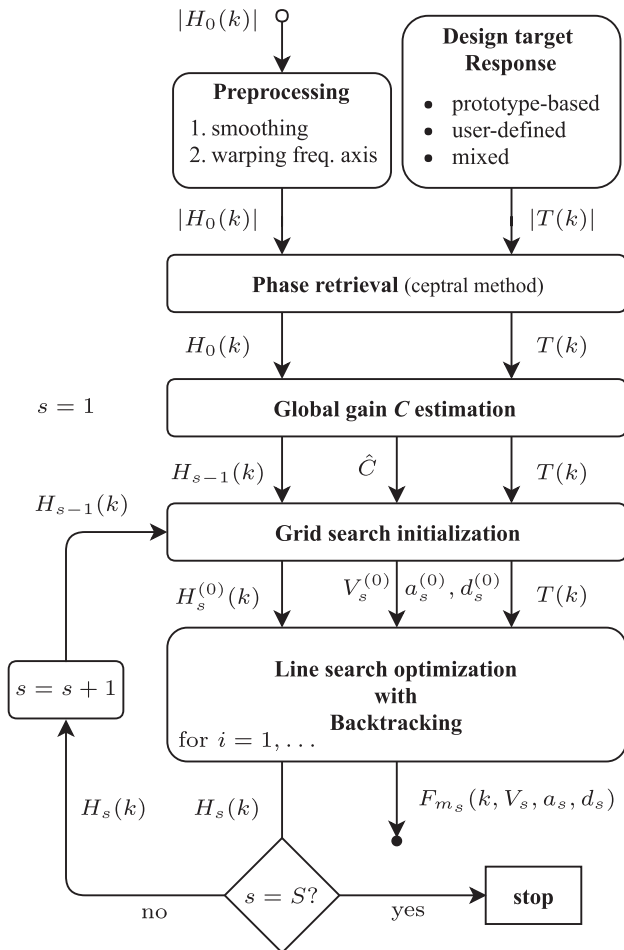 |H_0(k)|
Design target
Response
• prototype-based
• user-defined
• mixed
Preprocessing
1. smoothing
2. warping freq. axis
|H_0(k)|
|T(k)|
Phase retrieval (ceptral method)
H_0(k)
T(k)
s = 1
Global gain C estimation
H_{s−1}(k)
Ĉ
T(k)
H_{s−1}(k)
Grid search initialization
H_s^{(0)}(k)
V_s^{(0)}
a_s^{(0)}, d_s^{(0)}
T(k)
Line search optimization
with
Backtracking
for i = 1, . . .
s = s + 1
H_s(k)
H_s(k)
F_{m_s}(k, V_s, a_s, d_s)
s = S?
no
yes
stop